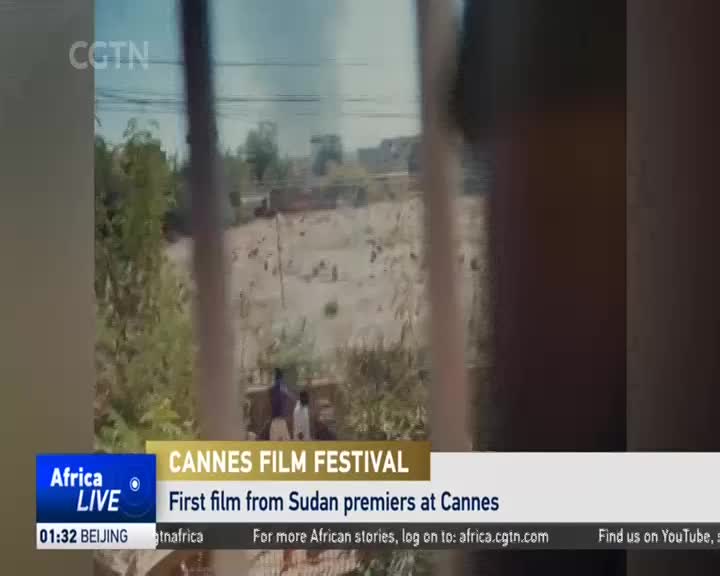 CGTN
CANNES FILM FESTIVAL
Africa
LIVE
First film from Sudan premiers at Cannes
01:32 BEIJING
gtnafrica For more African stories, log on to: africa.cgtn.com Find us on YouTube,